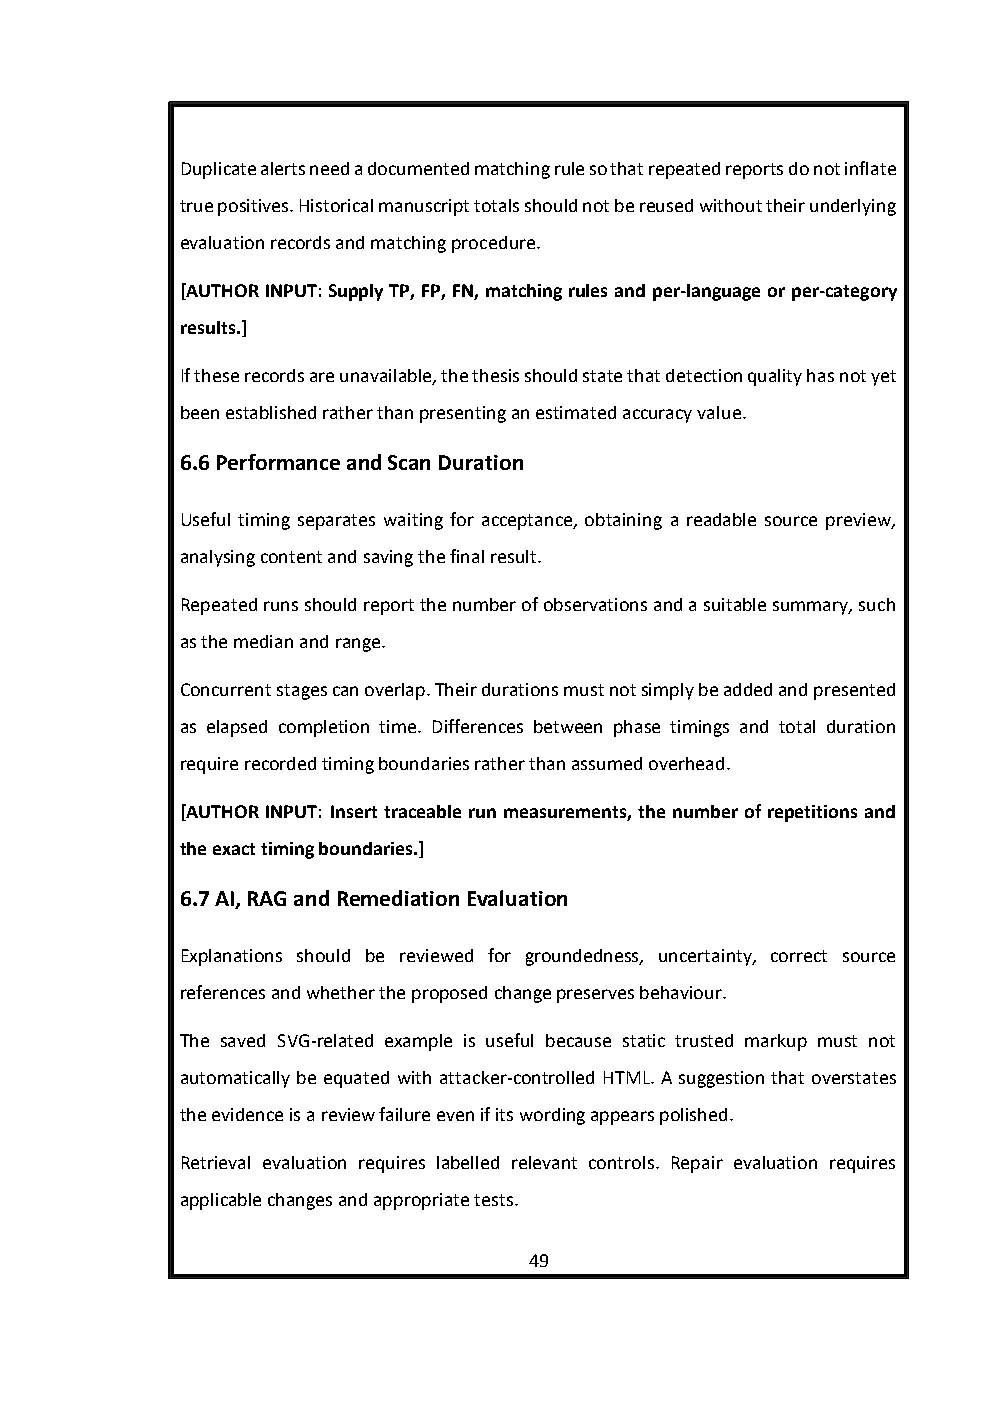 Duplicate alerts need a documented matching rule so that repeated reports do not inflate
true positives. Historical manuscript totals should not be reused without their underlying
evaluation records and matching procedure.
[AUTHOR INPUT: Supply TP, FP, FN, matching rules and per-language or per-category
results.]
If these records are unavailable, the thesis should state that detection quality has not yet
been established rather than presenting an estimated accuracy value.
6.6 Performance and Scan Duration
Useful timing separates waiting for acceptance, obtaining a readable source preview,
analysing content and saving the final result.
Repeated runs should report the number of observations and a suitable summary, such
as the median and range.
Concurrent stages can overlap. Their durations must not simply be added and presented
as elapsed completion time. Differences between phase timings and total duration
require recorded timing boundaries rather than assumed overhead.
[AUTHOR INPUT: Insert traceable run measurements, the number of repetitions and
the exact timing boundaries.]
6.7 AI, RAG and Remediation Evaluation
Explanations should be reviewed for groundedness, uncertainty, correct source
references and whether the proposed change preserves behaviour.
The saved SVG-related example is useful because static trusted markup must not
automatically be equated with attacker-controlled HTML. A suggestion that overstates
the evidence is a review failure even if its wording appears polished.
Retrieval evaluation requires labelled relevant controls. Repair evaluation requires
applicable changes and appropriate tests.
49